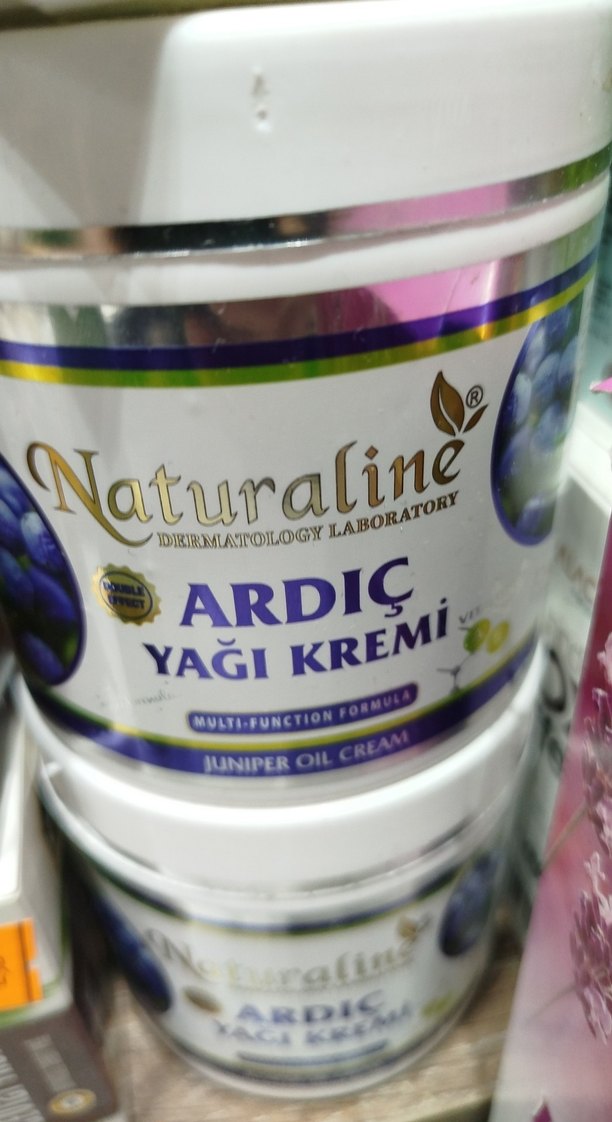 Naturaline®
DERMATOLOGY LABORATORY
DOUBLE
EFFECT
ARDIÇ
YAĞI KREMİ
MULTI-FUNCTION FORMULA
JUNIPER OIL CREAM
Naturaline
ARDIÇ
YAĞI KREMİ